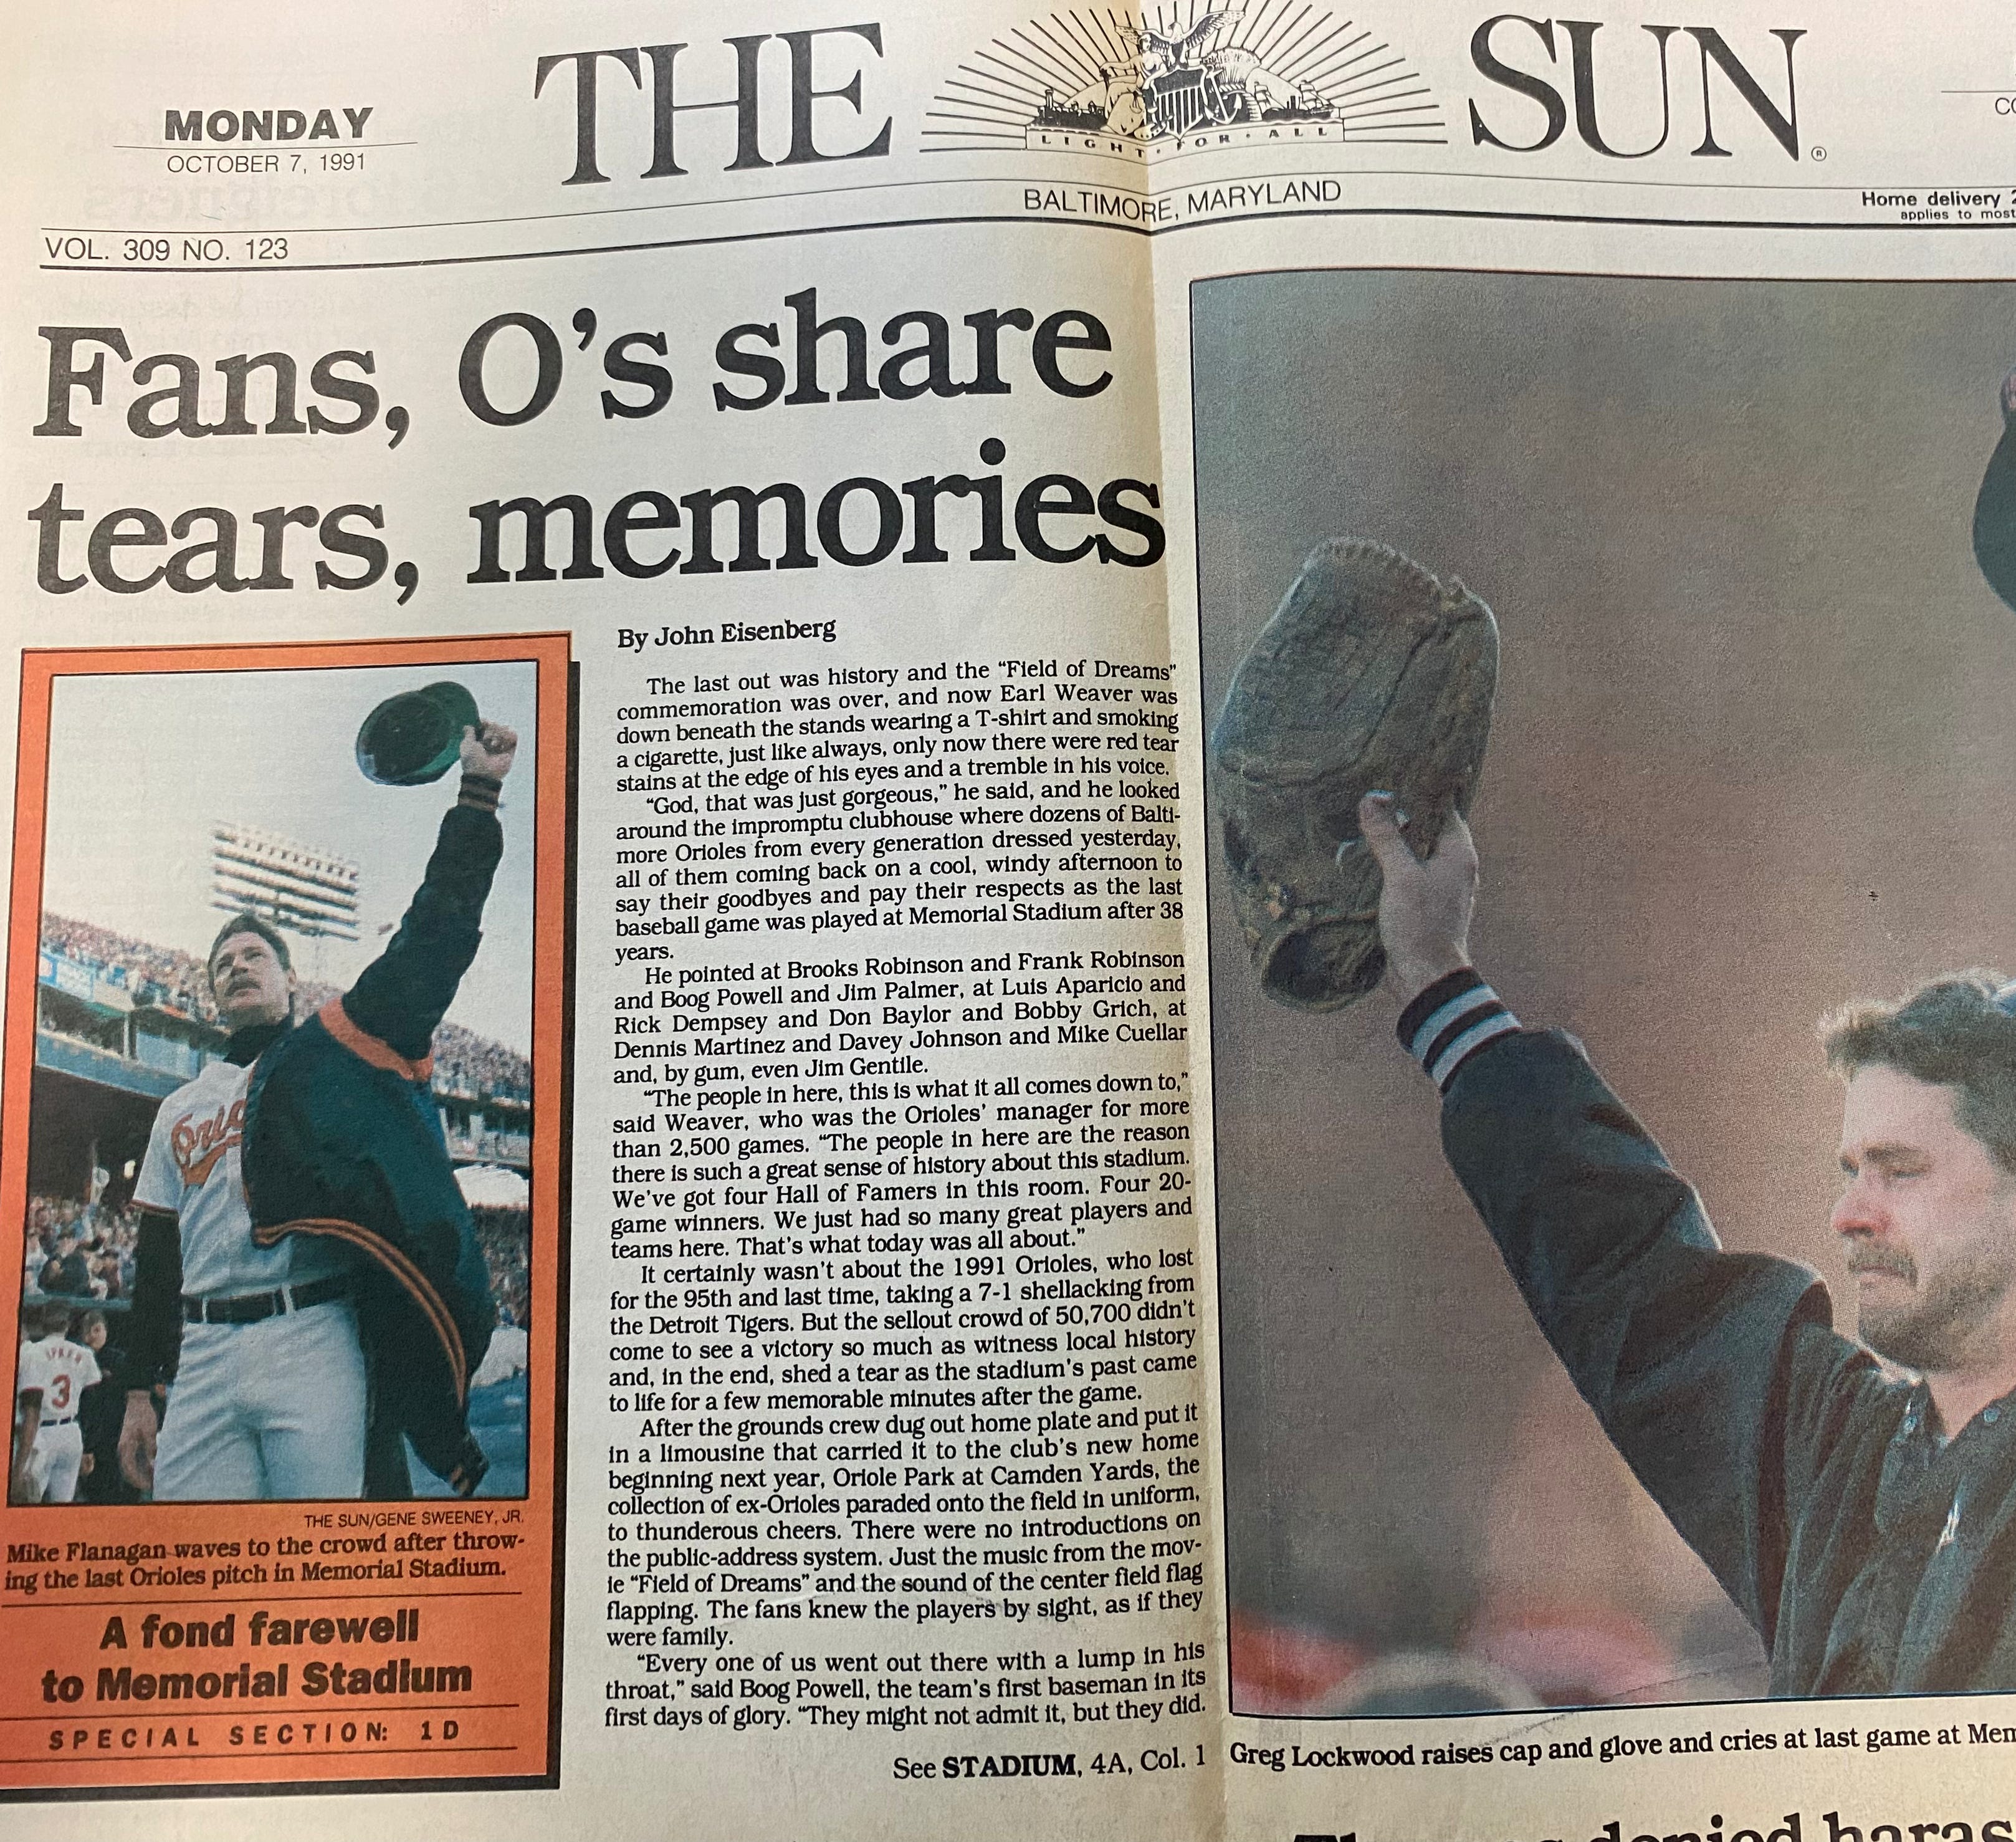 MONDAY
OCTOBER 7, 1991
THE SUN
LIGHT · FOR · ALL
®
BALTIMORE, MARYLAND
Home delivery
applies to most
VOL. 309 NO. 123
Fans, O's share
tears, memories
By John Eisenberg
The last out was history and the “Field of Dreams”
commemoration was over, and now Earl Weaver was
down beneath the stands wearing a T-shirt and smoking
a cigarette, just like always, only now there were red tear
stains at the edge of his eyes and a tremble in his voice.
“God, that was just gorgeous,” he said, and he looked
around the impromptu clubhouse where dozens of Balti-
more Orioles from every generation dressed yesterday,
all of them coming back on a cool, windy afternoon to
say their goodbyes and pay their respects as the last
baseball game was played at Memorial Stadium after 38
years.
He pointed at Brooks Robinson and Frank Robinson
and Boog Powell and Jim Palmer, at Luis Aparicio and
Rick Dempsey and Don Baylor and Bobby Grich, at
Dennis Martinez and Davey Johnson and Mike Cuellar
and, by gum, even Jim Gentile.
“The people in here, this is what it all comes down to,”
said Weaver, who was the Orioles' manager for more
than 2,500 games. “The people in here are the reason
there is such a great sense of history about this stadium.
We've got four Hall of Famers in this room. Four 20-
game winners. We just had so many great players and
teams here. That's what today was all about.”
It certainly wasn't about the 1991 Orioles, who lost
for the 95th and last time, taking a 7-1 shellacking from
the Detroit Tigers. But the sellout crowd of 50,700 didn't
come to see a victory so much as witness local history
and, in the end, shed a tear as the stadium's past came
to life for a few memorable minutes after the game.
After the grounds crew dug out home plate and put it
in a limousine that carried it to the club's new home
beginning next year, Oriole Park at Camden Yards, the
collection of ex-Orioles paraded onto the field in uniform,
to thunderous cheers. There were no introductions on
the public-address system. Just the music from the mov-
ie “Field of Dreams” and the sound of the center field flag
flapping. The fans knew the players by sight, as if they
were family.
“Every one of us went out there with a lump in his
throat,” said Boog Powell, the team's first baseman in its
first days of glory. “They might not admit it, but they did.
See STADIUM, 4A, Col. 1
3
THE SUN/GENE SWEENEY, JR.
Mike Flanagan waves to the crowd after throw-
ing the last Orioles pitch in Memorial Stadium.
A fond farewell
to Memorial Stadium
SPECIAL SECTION: 1D
Greg Lockwood raises cap and glove and cries at last game at Mem
denied haras